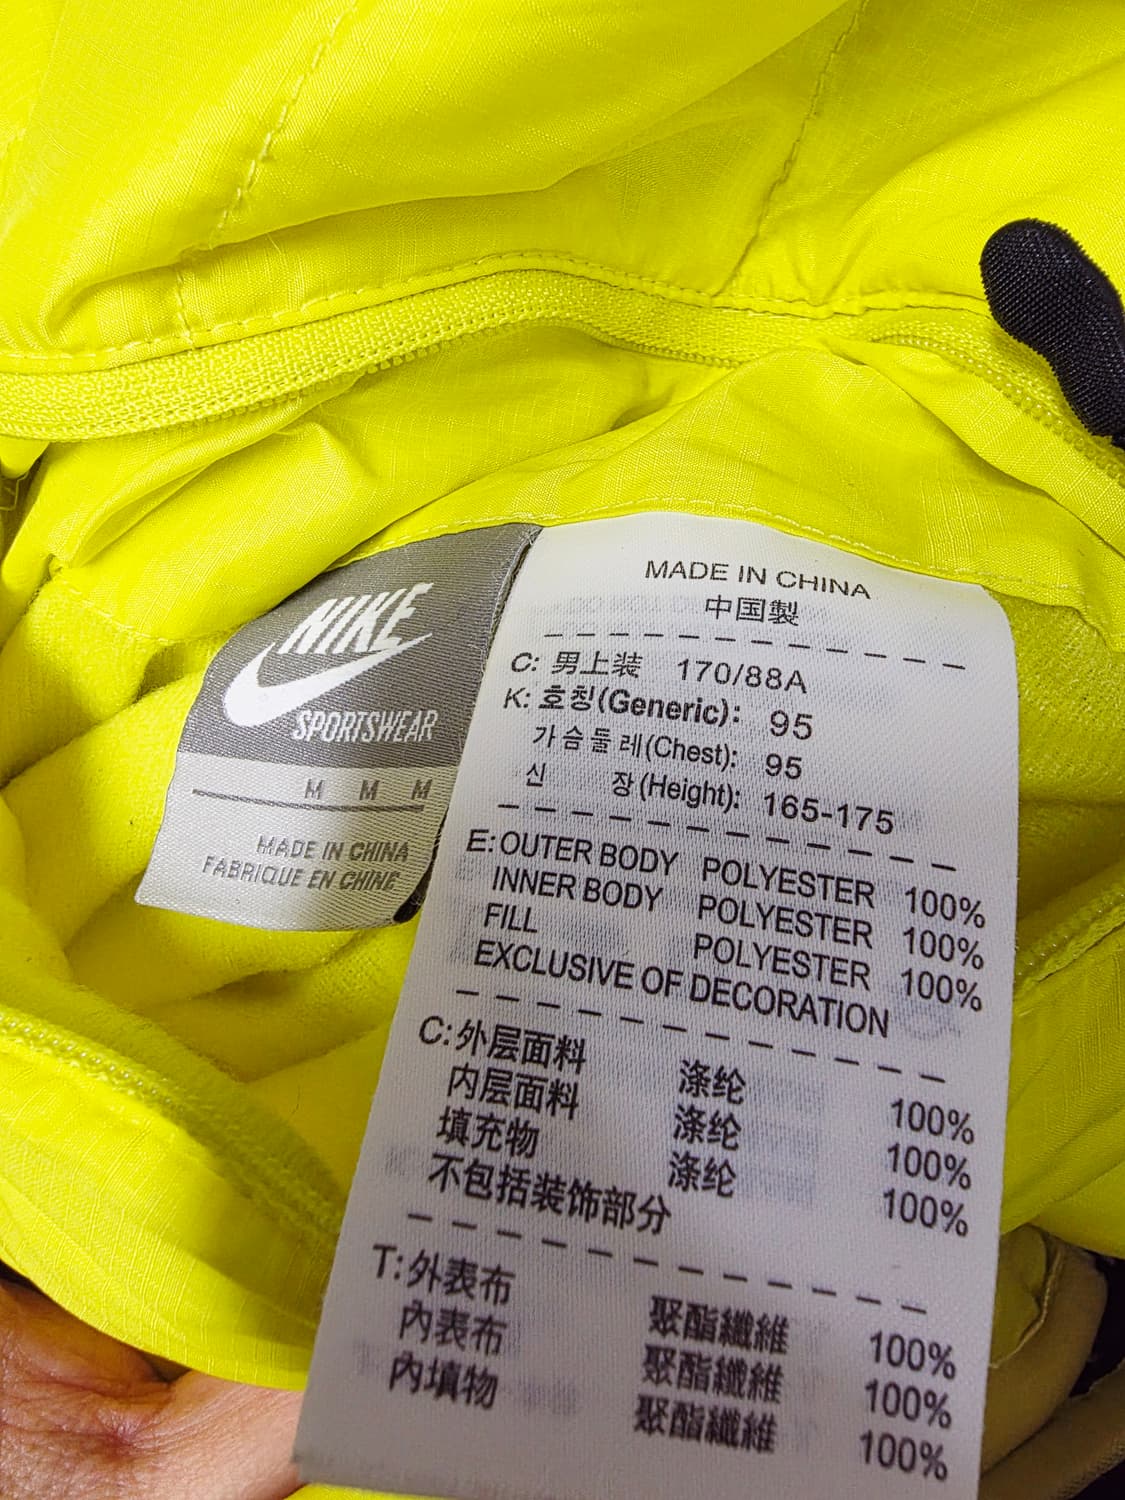 NIKE
SPORTSWEAR
M M M
MADE IN CHINA
FABRIQUE EN CHINE
MADE IN CHINA
中国製
C: 男上装 170/88A
K: 호칭(Generic): 95
가슴둘레(Chest): 95
신 장(Height): 165-175
E: OUTER BODY POLYESTER 100%
INNER BODY POLYESTER 100%
FILL POLYESTER 100%
EXCLUSIVE OF DECORATION
C: 外层面料 涤纶 100%
内层面料 涤纶 100%
填充物 涤纶 100%
不包括装饰部分
T: 外表布 聚酯纖維 100%
內表布 聚酯纖維 100%
內填物 聚酯纖維 100%